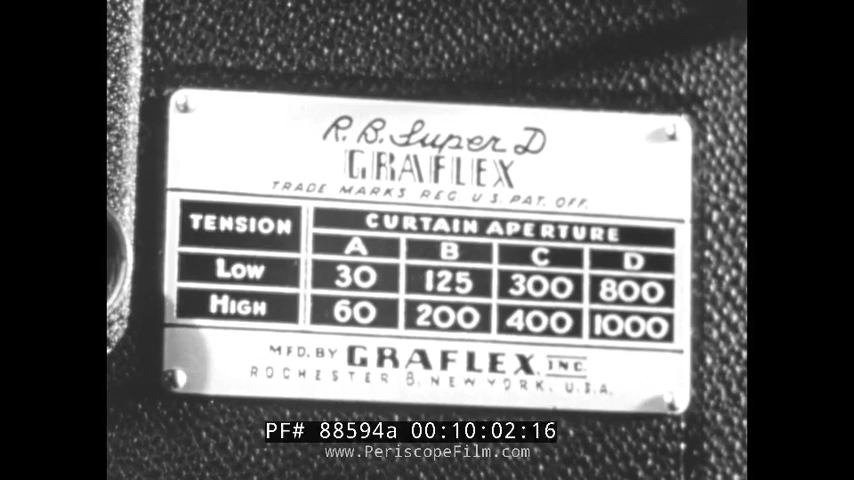 R.B. Super D
GRAFLEX
TRADE MARKS REG. U.S. PAT. OFF.
TENSION CURTAIN APERTURE
A B C D
LOW 30 125 300 800
HIGH 60 200 400 1000
MFD. BY GRAFLEX, INC.
ROCHESTER 8, NEW YORK, U.S.A.
PF# 88594a 00:10:02:16
www.PeriscopeFilm.com